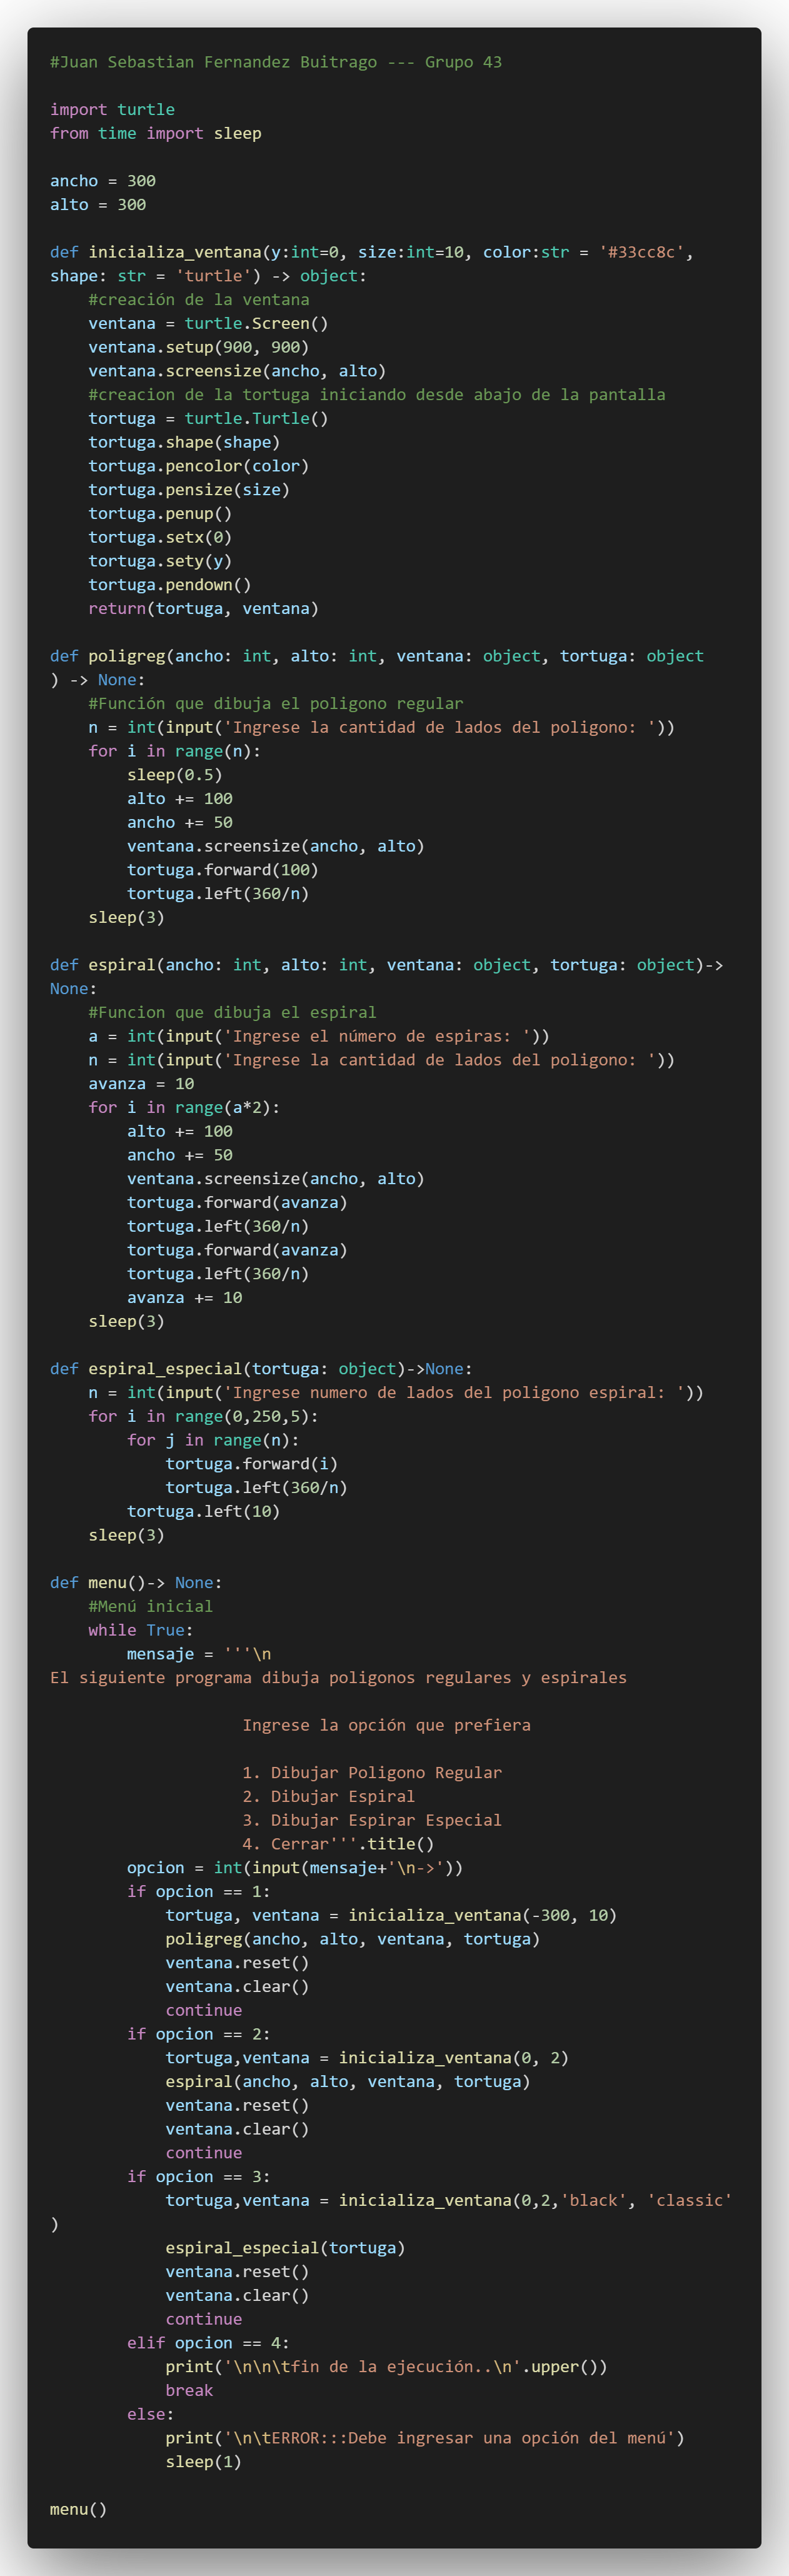 #Juan Sebastian Fernandez Buitrago --- Grupo 43

import turtle
from time import sleep

ancho = 300
alto = 300

def inicializa_ventana(y:int=0, size:int=10, color:str = '#33cc8c',
shape: str = 'turtle') -> object:
    #creación de la ventana
    ventana = turtle.Screen()
    ventana.setup(900, 900)
    ventana.screensize(ancho, alto)
    #creacion de la tortuga iniciando desde abajo de la pantalla
    tortuga = turtle.Turtle()
    tortuga.shape(shape)
    tortuga.pencolor(color)
    tortuga.pensize(size)
    tortuga.penup()
    tortuga.setx(0)
    tortuga.sety(y)
    tortuga.pendown()
    return(tortuga, ventana)

def poligreg(ancho: int, alto: int, ventana: object, tortuga: object
) -> None:
    #Función que dibuja el poligono regular
    n = int(input('Ingrese la cantidad de lados del poligono: '))
    for i in range(n):
        sleep(0.5)
        alto += 100
        ancho += 50
        ventana.screensize(ancho, alto)
        tortuga.forward(100)
        tortuga.left(360/n)
    sleep(3)

def espiral(ancho: int, alto: int, ventana: object, tortuga: object)->
None:
    #Funcion que dibuja el espiral
    a = int(input('Ingrese el número de espiras: '))
    n = int(input('Ingrese la cantidad de lados del poligono: '))
    avanza = 10
    for i in range(a*2):
        alto += 100
        ancho += 50
        ventana.screensize(ancho, alto)
        tortuga.forward(avanza)
        tortuga.left(360/n)
        tortuga.forward(avanza)
        tortuga.left(360/n)
        avanza += 10
    sleep(3)

def espiral_especial(tortuga: object)->None:
    n = int(input('Ingrese numero de lados del poligono espiral: '))
    for i in range(0,250,5):
        for j in range(n):
            tortuga.forward(i)
            tortuga.left(360/n)
        tortuga.left(10)
    sleep(3)

def menu()-> None:
    #Menú inicial
    while True:
        mensaje = '''\n
El siguiente programa dibuja poligonos regulares y espirales

                    Ingrese la opción que prefiera

                    1. Dibujar Poligono Regular
                    2. Dibujar Espiral
                    3. Dibujar Espirar Especial
                    4. Cerrar'''.title()
        opcion = int(input(mensaje+'\n->'))
        if opcion == 1:
            tortuga, ventana = inicializa_ventana(-300, 10)
            poligreg(ancho, alto, ventana, tortuga)
            ventana.reset()
            ventana.clear()
            continue
        if opcion == 2:
            tortuga,ventana = inicializa_ventana(0, 2)
            espiral(ancho, alto, ventana, tortuga)
            ventana.reset()
            ventana.clear()
            continue
        if opcion == 3:
            tortuga,ventana = inicializa_ventana(0,2,'black', 'classic'
)
            espiral_especial(tortuga)
            ventana.reset()
            ventana.clear()
            continue
        elif opcion == 4:
            print('\n\n\tfin de la ejecución..\n'.upper())
            break
        else:
            print('\n\tERROR:::Debe ingresar una opción del menú')
            sleep(1)

menu()